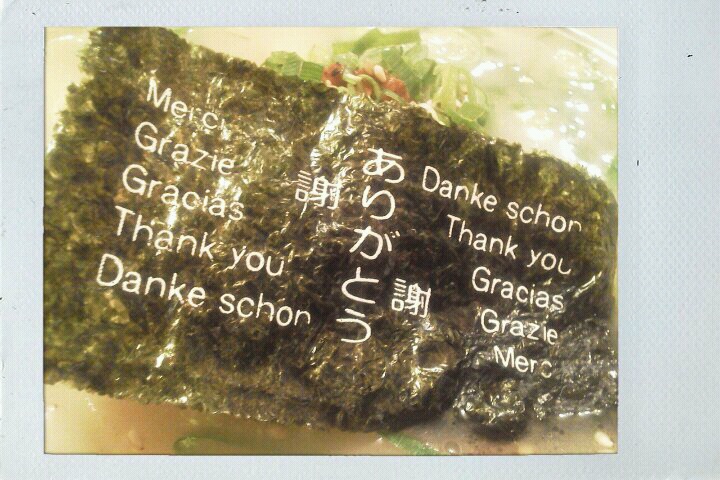 Merci
Grazie
Gracias
Thank you
Danke schon
謝
ありがとう
謝
Danke schon
Thank you
Gracias
Grazie
Merc